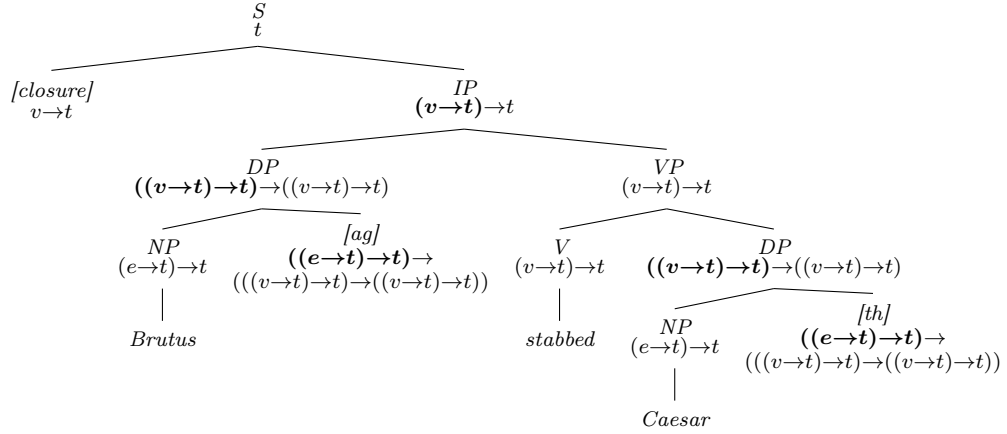 S
t
[closure]
v→t
IP
(v→t)→t
DP
((v→t)→t)→((v→t)→t)
VP
(v→t)→t
NP
(e→t)→t
[ag]
((e→t)→t)→
(((v→t)→t)→((v→t)→t))
V
(v→t)→t
DP
((v→t)→t)→((v→t)→t)
Brutus
stabbed
NP
(e→t)→t
[th]
((e→t)→t)→
(((v→t)→t)→((v→t)→t))
Caesar